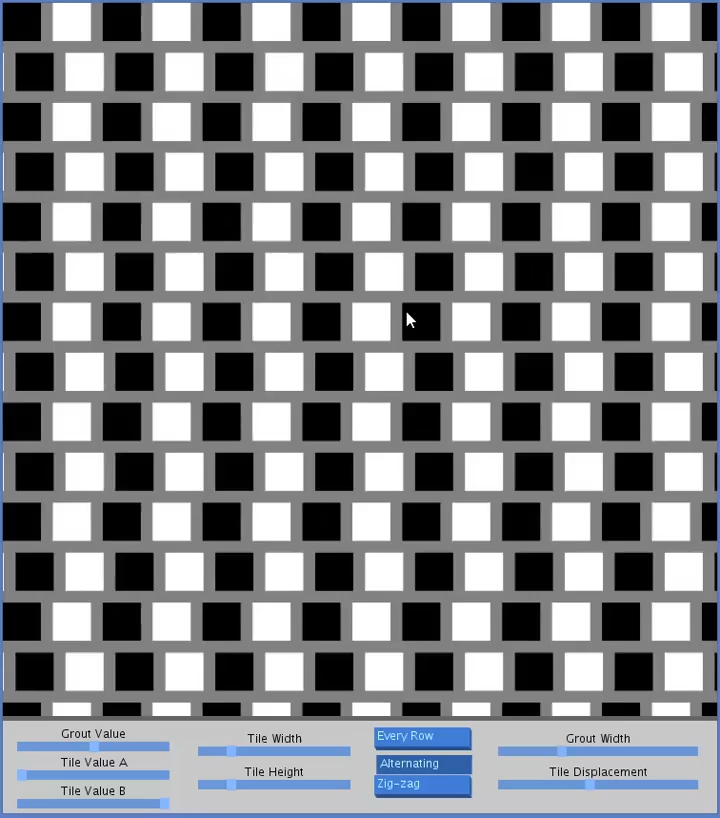 Grout Value
Tile Value A
Tile Value B
Tile Width
Tile Height
Every Row
Alternating
Zig-zag
Grout Width
Tile Displacement